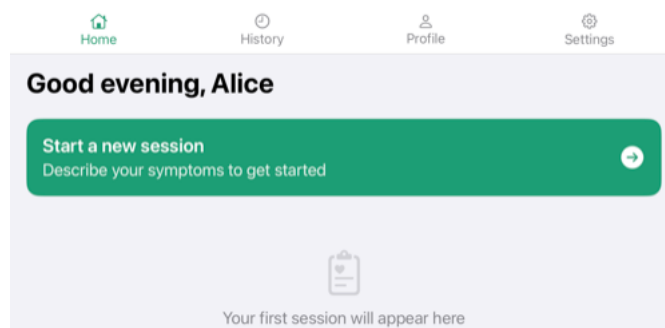 Home
History
Profile
Settings
Good evening, Alice
Start a new session
Describe your symptoms to get started
Your first session will appear here